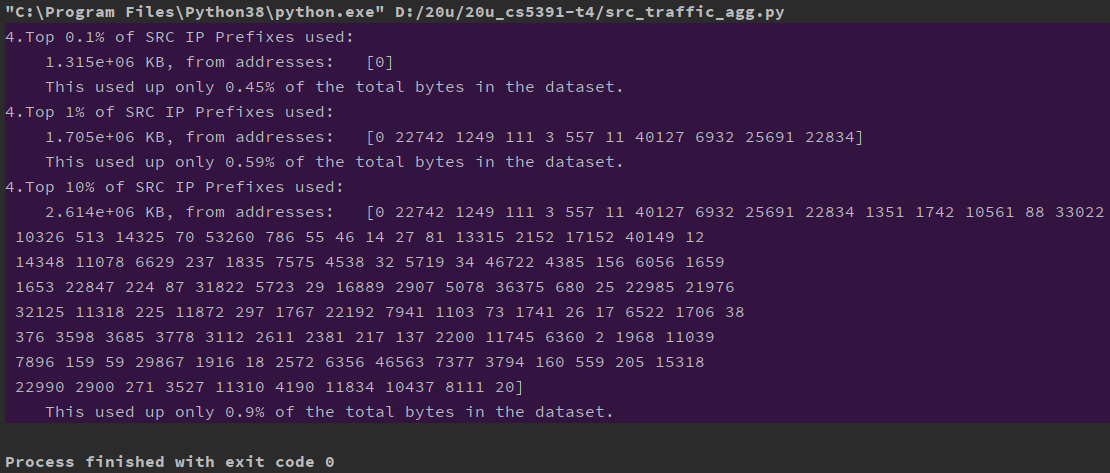 "C:\Program Files\Python38\python.exe" D:/20u/20u_cs5391-t4/src_traffic_agg.py
4.Top 0.1% of SRC IP Prefixes used:
    1.315e+06 KB, from addresses:   [0]
    This used up only 0.45% of the total bytes in the dataset.
4.Top 1% of SRC IP Prefixes used:
    1.705e+06 KB, from addresses:   [0 22742 1249 111 3 557 11 40127 6932 25691 22834]
    This used up only 0.59% of the total bytes in the dataset.
4.Top 10% of SRC IP Prefixes used:
    2.614e+06 KB, from addresses:   [0 22742 1249 111 3 557 11 40127 6932 25691 22834 1351 1742 10561 88 33022
 10326 513 14325 70 53260 786 55 46 14 27 81 13315 2152 17152 40149 12
 14348 11078 6629 237 1835 7575 4538 32 5719 34 46722 4385 156 6056 1659
 1653 22847 224 87 31822 5723 29 16889 2907 5078 36375 680 25 22985 21976
 32125 11318 225 11872 297 1767 22192 7941 1103 73 1741 26 17 6522 1706 38
 376 3598 3685 3778 3112 2611 2381 217 137 2200 11745 6360 2 1968 11039
 7896 159 59 29867 1916 18 2572 6356 46563 7377 3794 160 559 205 15318
 22990 2900 271 3527 11310 4190 11834 10437 8111 20]
    This used up only 0.9% of the total bytes in the dataset.
Process finished with exit code 0